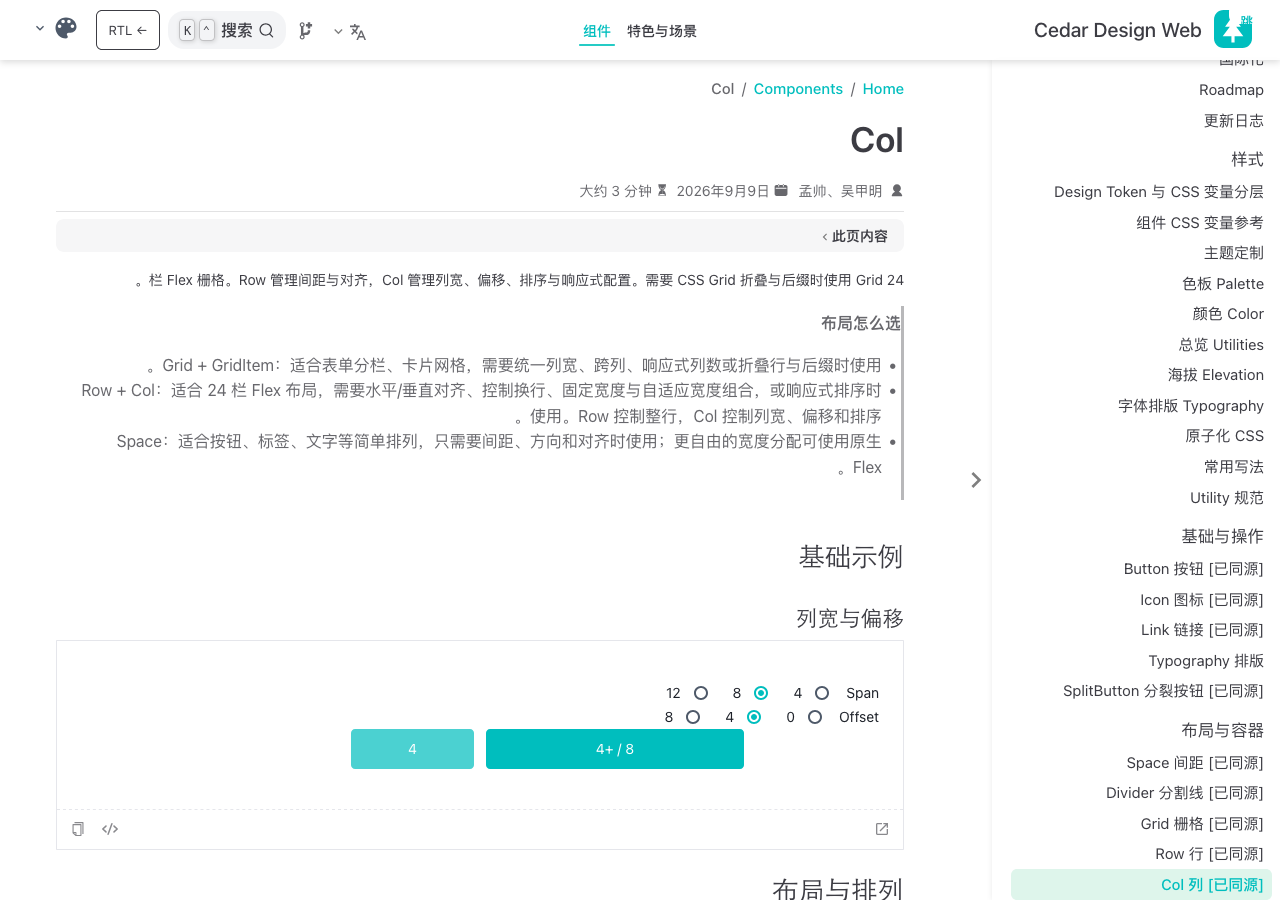 Cedar Design Web
组件
特色与场景
搜索
K
^
RTL ←
国际化
Roadmap
更新日志
样式
Design Token 与 CSS 变量分层
组件 CSS 变量参考
主题定制
色板 Palette
颜色 Color
总览 Utilities
海拔 Elevation
字体排版 Typography
原子化 CSS
常用写法
Utility 规范
基础与操作
Button 按钮 [已同源]
Icon 图标 [已同源]
Link 链接 [已同源]
Typography 排版
SplitButton 分裂按钮 [已同源]
布局与容器
Space 间距 [已同源]
Divider 分割线 [已同源]
Grid 栅格 [已同源]
Row 行 [已同源]
Col 列 [已同源]
Home / Components / Col
Col
孟帅、吴甲明 2026年9月9日 大约 3 分钟
此页内容
24 栏 Flex 栅格。Row 管理间距与对齐，Col 管理列宽、偏移、排序与响应式配置。需要 CSS Grid 折叠与后缀时使用 Grid。
布局怎么选
Grid + GridItem：适合表单分栏、卡片网格，需要统一列宽、跨列、响应式列数或折叠行与后缀时使用。
Row + Col：适合 24 栏 Flex 布局，需要水平/垂直对齐、控制换行、固定宽度与自适应宽度组合，或响应式排序时
使用。Row 控制整行，Col 控制列宽、偏移和排序。
Space：适合按钮、标签、文字等简单排列，只需要间距、方向和对齐时使用；更自由的宽度分配可使用原生
Flex。
基础示例
列宽与偏移
Span 4 8 12
Offset 0 4 8
4+ / 8
4
布局与排列